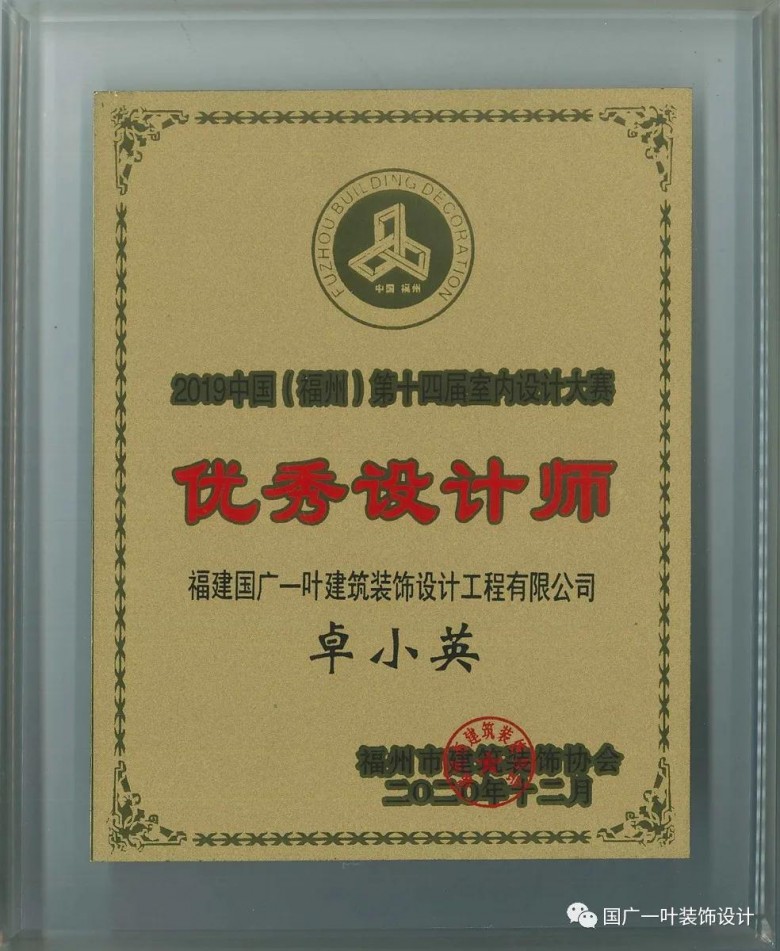 FUZHOU BUILDING DECORATION
中国 福州
2019中国(福州)第十四届室内设计大赛
优秀设计师
福建国广一叶建筑装饰设计工程有限公司
卓小英
福州市建筑装饰协会
二〇二〇年十二月
建筑装饰
国广一叶装饰设计